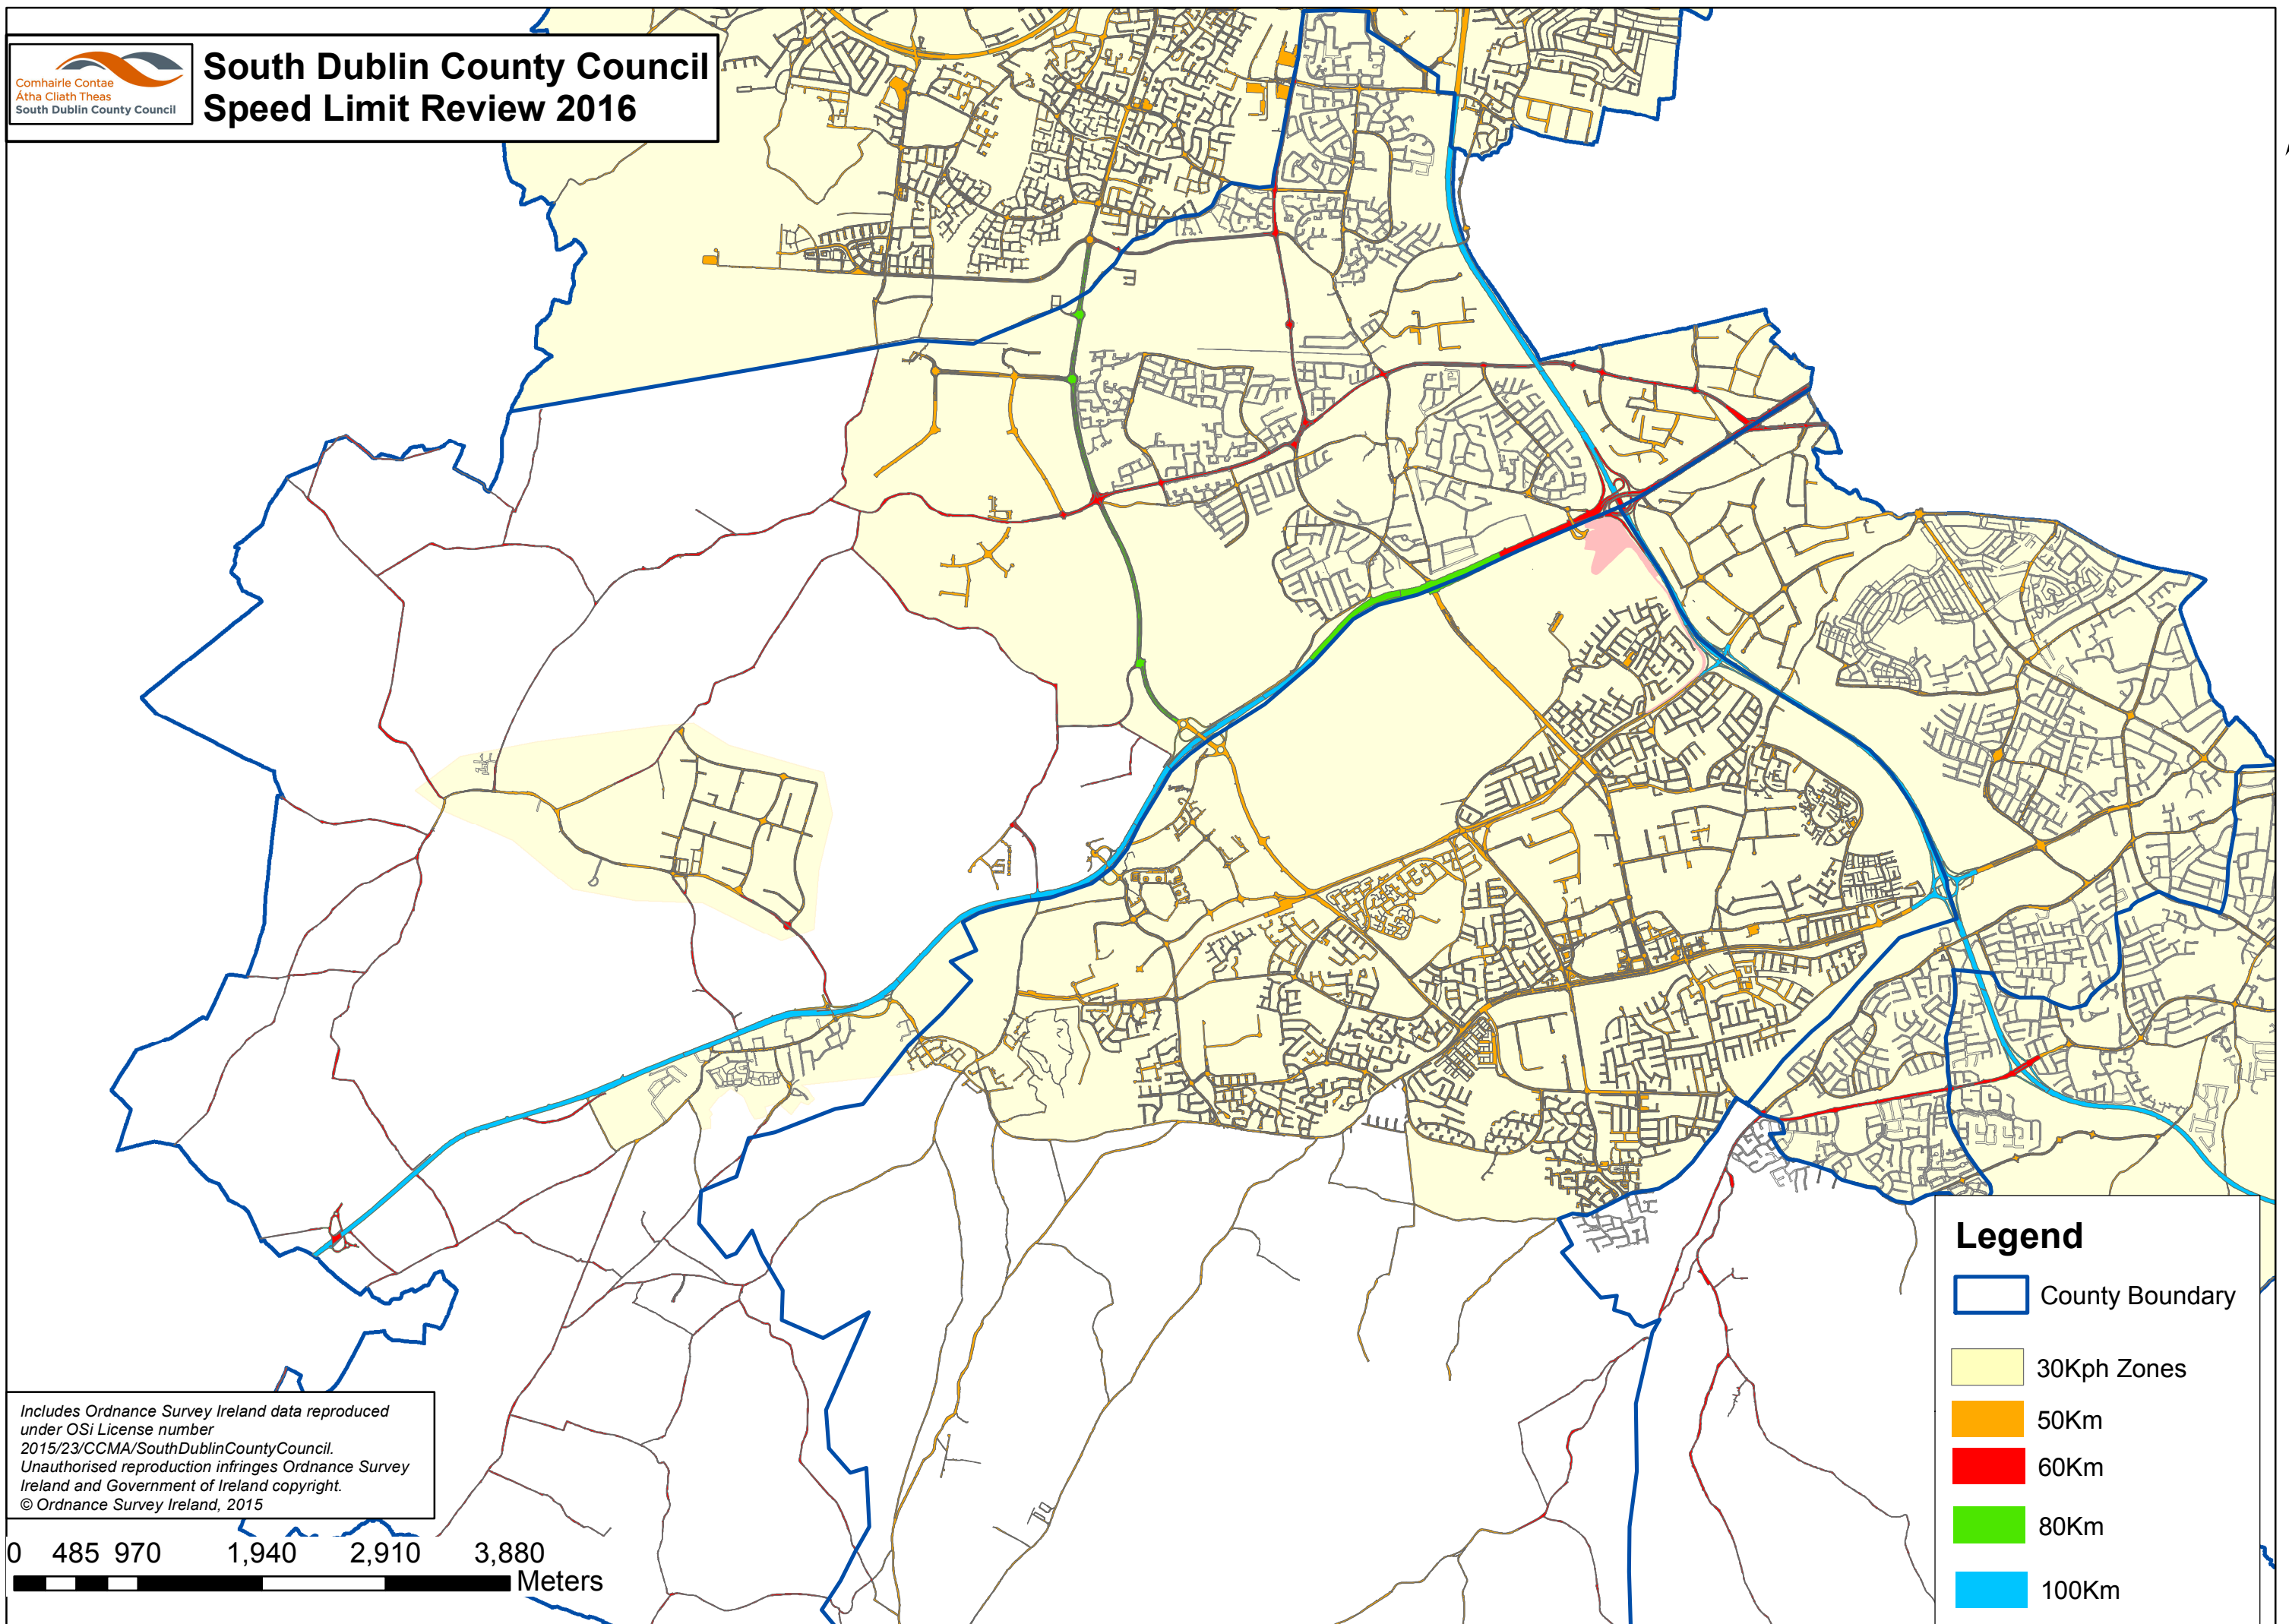 Comhairle Contae
Átha Cliath Theas
South Dublin County Council
South Dublin County Council
Speed Limit Review 2016
Legend
County Boundary
30Kph Zones
50Km
60Km
80Km
100Km
Includes Ordnance Survey Ireland data reproduced
under OSi License number
2015/23/CCMA/SouthDublinCountyCouncil.
Unauthorised reproduction infringes Ordnance Survey
Ireland and Government of Ireland copyright.
© Ordnance Survey Ireland, 2015
0 485 970 1,940 2,910 3,880
Meters